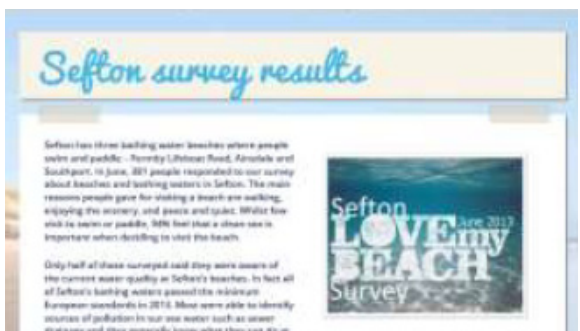 Sefton survey results
Sefton has three bathing water beaches where people
swim and paddle - Formby Lifeboat Road, Ainsdale and
Southport. In June, 881 people responded to our survey
about beaches and bathing waters in Sefton. The main
reasons people gave for visiting a beach are walking,
enjoying the scenery, and peace and quiet. Whilst few
visit to swim or paddle, 98% feel that a clean sea is
important when deciding to visit the beach.
Only half of those surveyed said they were aware of
the current water quality at Sefton's beaches. In fact all
of Sefton's bathing waters passed the minimum
European standards in 2013. Most were able to identify
sources of pollution in our sea water such as sewer
Sefton
June 2013
LOVEmy
BEACH
Survey